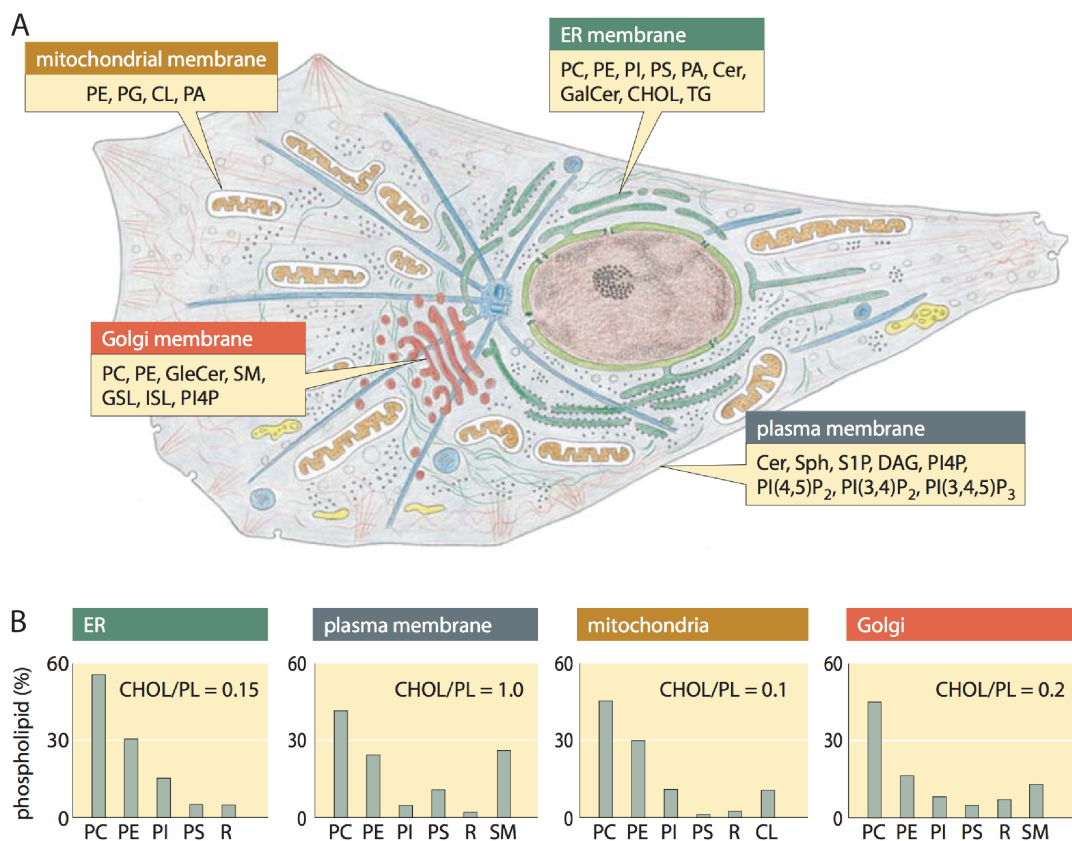 A
mitochondrial membrane
PE, PG, CL, PA
ER membrane
PC, PE, PI, PS, PA, Cer,
GalCer, CHOL, TG
Golgi membrane
PC, PE, GleCer, SM,
GSL, ISL, PI4P
plasma membrane
Cer, Sph, S1P, DAG, PI4P,
PI(4,5)P₂, PI(3,4)P₂, PI(3,4,5)P₃
B
ER
plasma membrane
mitochondria
Golgi
phospholipid (%)
60
30
0
CHOL/PL = 0.15
PC PE PI PS R
60
30
0
CHOL/PL = 1.0
PC PE PI PS R SM
60
30
0
CHOL/PL = 0.1
PC PE PI PS R CL
60
30
0
CHOL/PL = 0.2
PC PE PI PS R SM